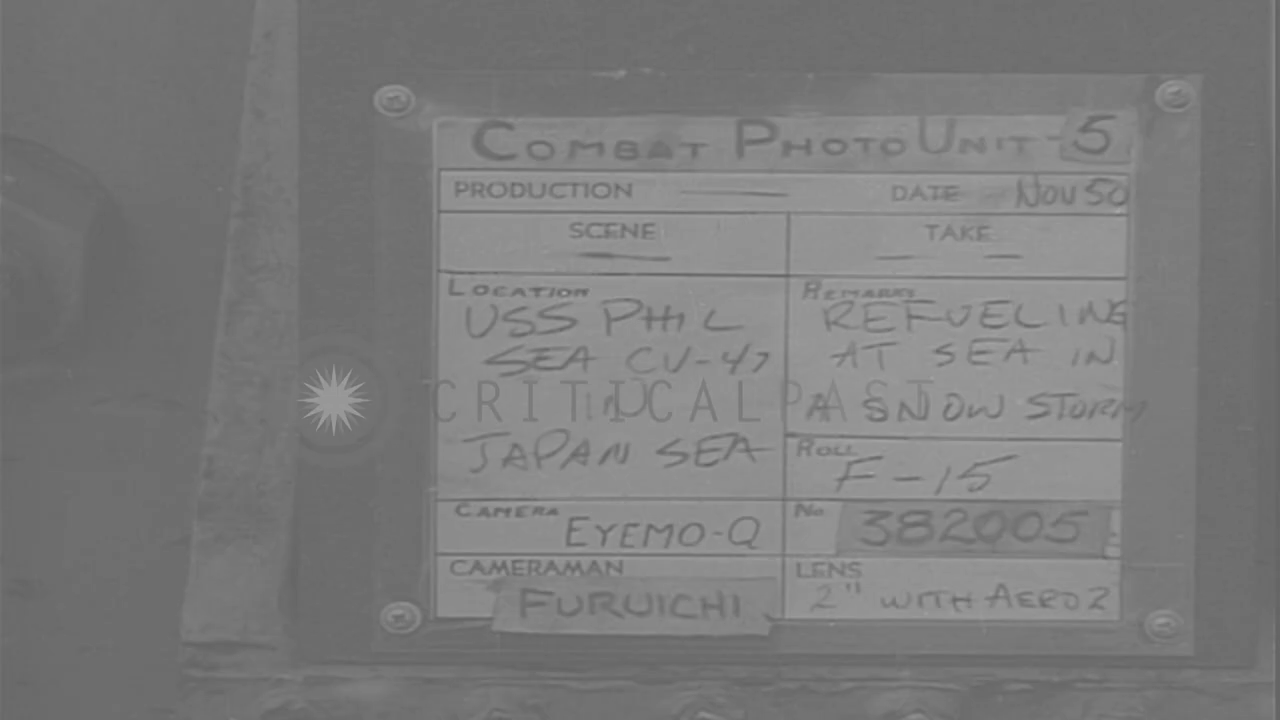 COMBAT PHOTO UNIT-5
PRODUCTION — DATE NOV 50
SCENE — TAKE — —
LOCATION
USS PHIL
SEA CV-47
IN
JAPAN SEA
REMARKS
REFUELING
AT SEA IN
A SNOW STORM
CRITICALPAST
ROLL
F-15
CAMERA EYEMO-Q
No. 382005
CAMERAMAN
FURUICHI
LENS
2" WITH AERO 2